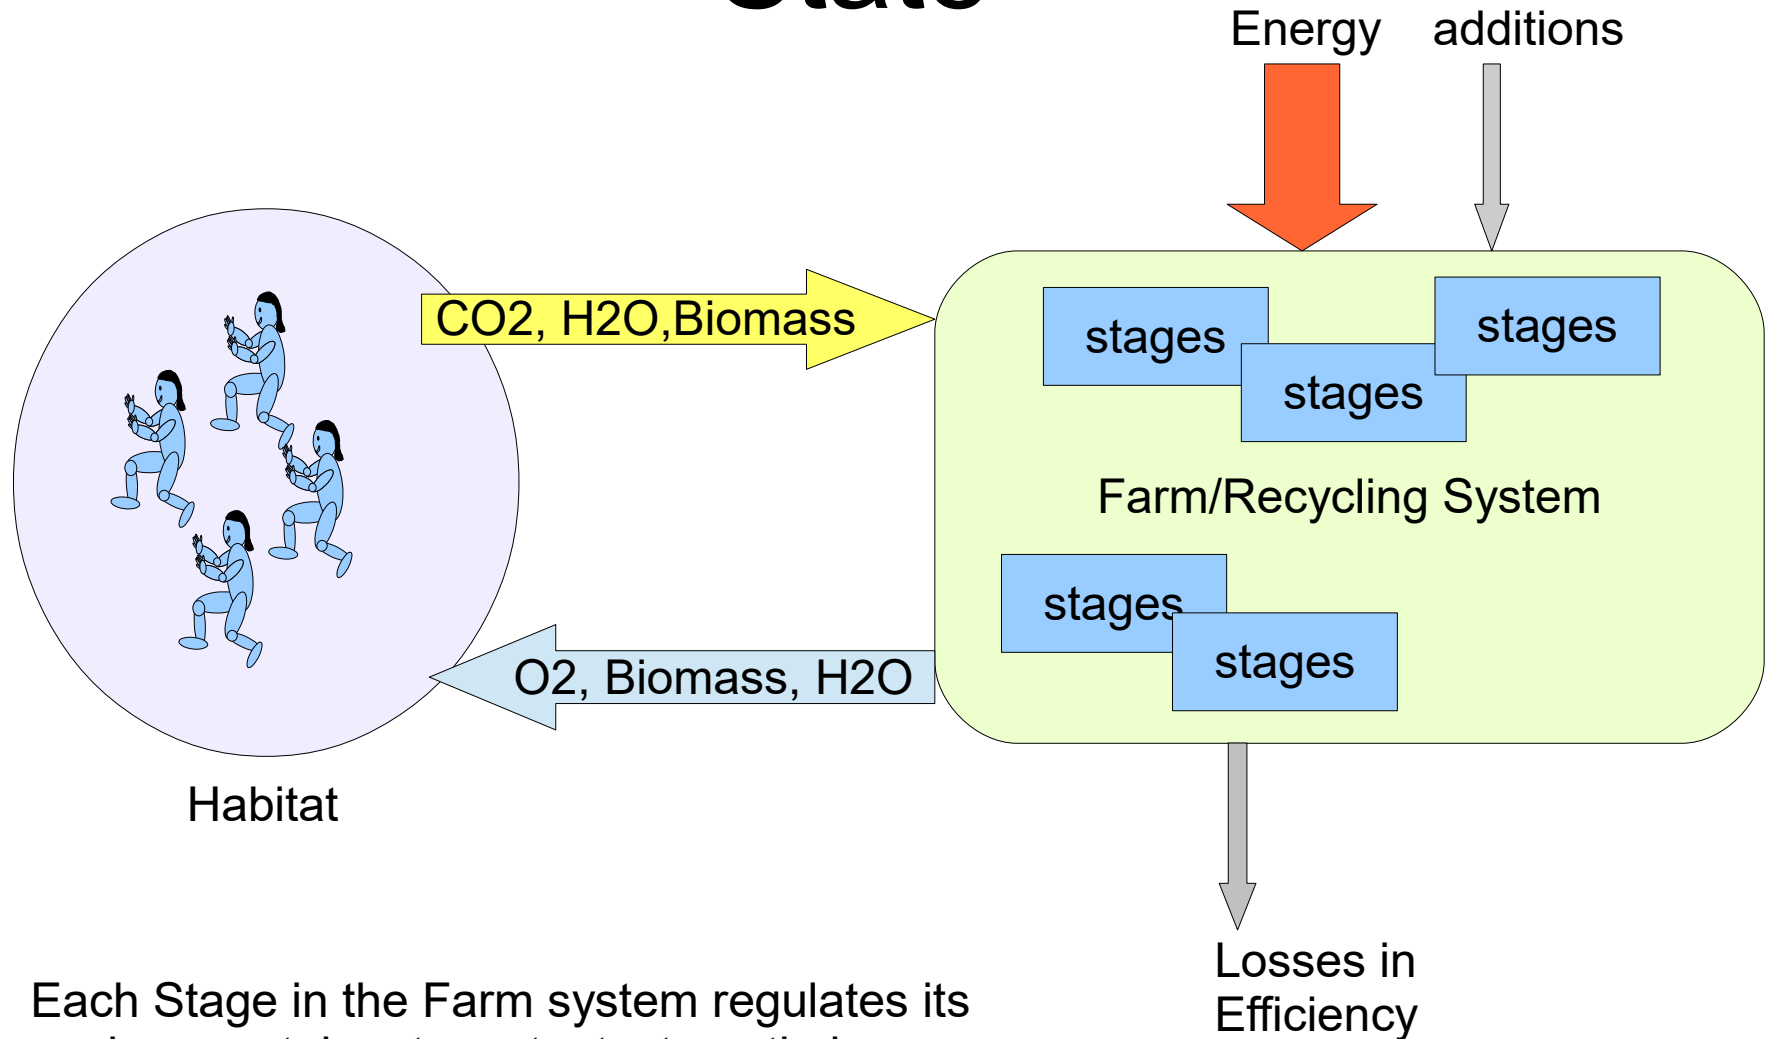 State
Energy additions
CO2, H2O,Biomass
stages
stages
stages
Farm/Recycling System
stages
stages
O2, Biomass, H2O
Habitat
Losses in
Efficiency
Each Stage in the Farm system regulates its